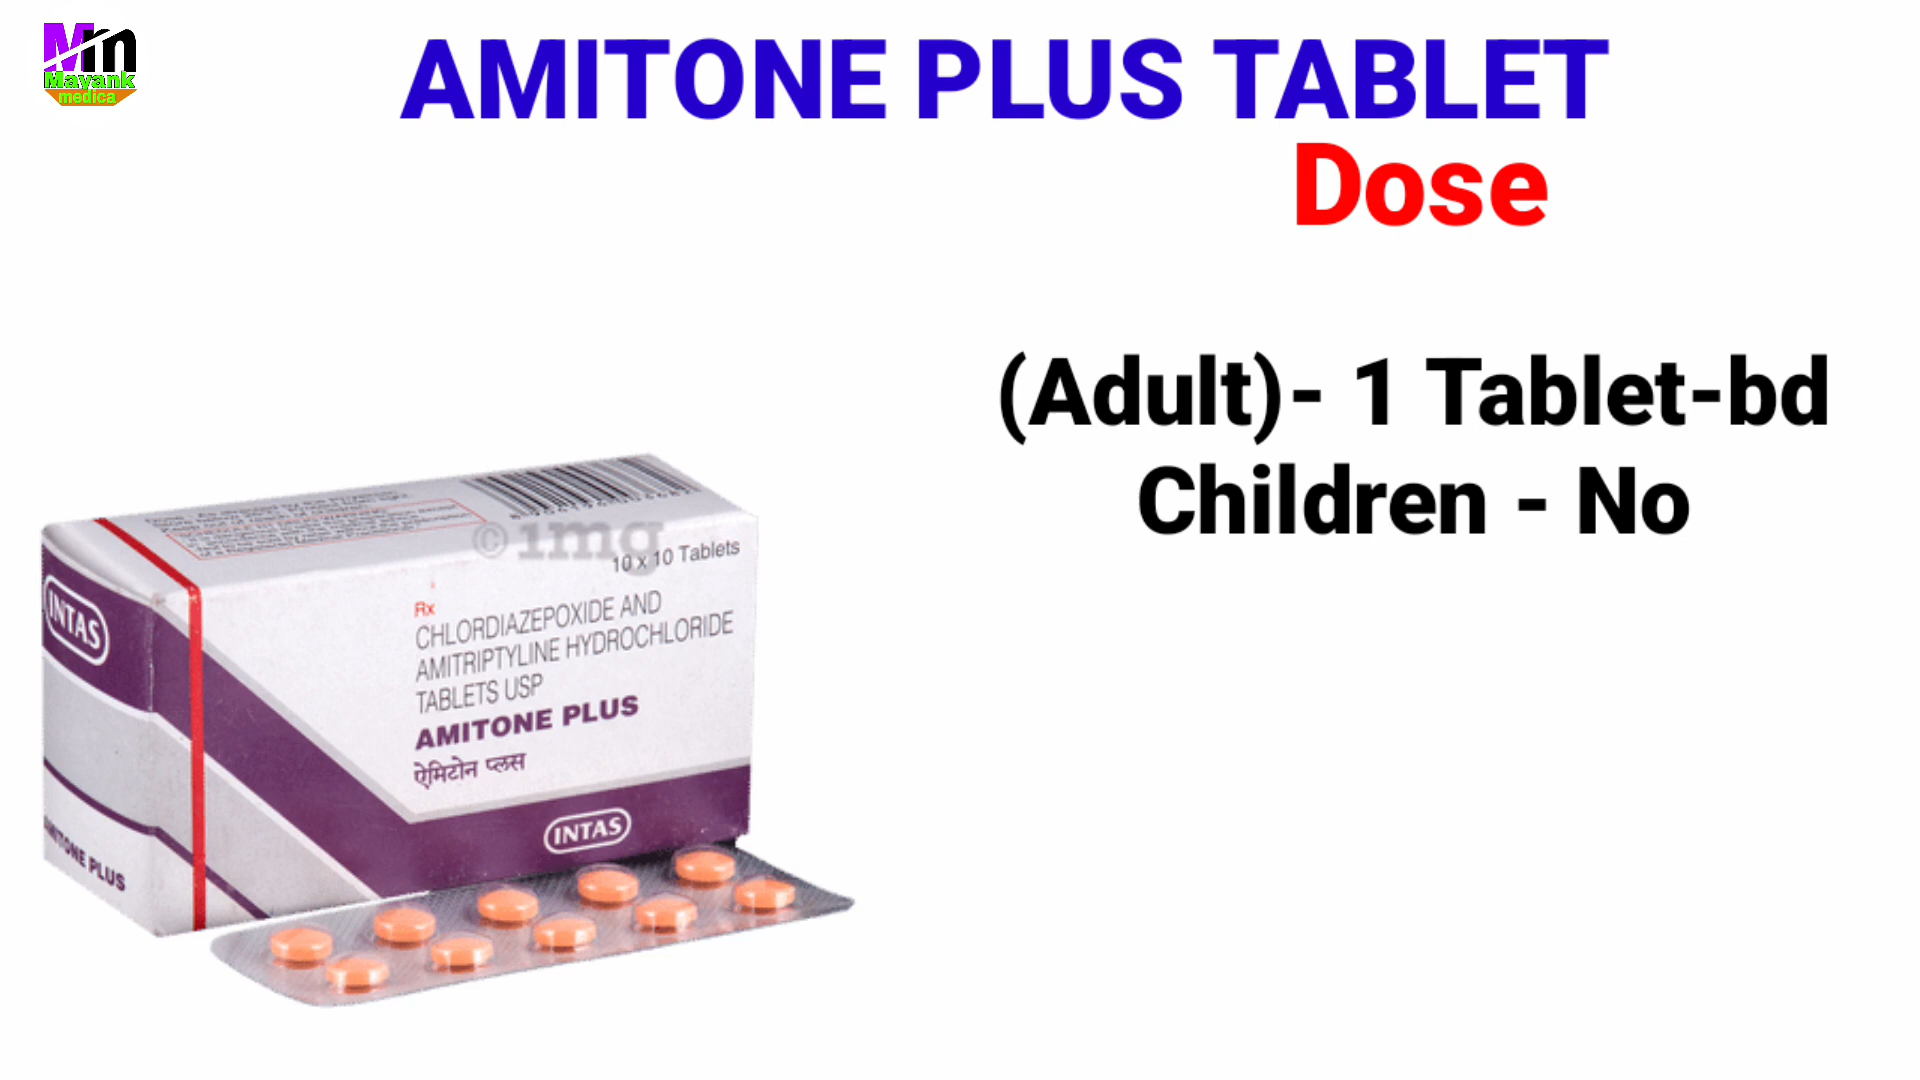 Mm
Mayank
medica
AMITONE PLUS TABLET
Dose
(Adult)- 1 Tablet-bd
Children - No
©1mg
10 x 10 Tablets
Rx
CHLORDIAZEPOXIDE AND
AMITRIPTYLINE HYDROCHLORIDE
TABLETS USP
AMITONE PLUS
ऐमिटोन प्लस
INTAS
INTAS
AMITONE PLUS